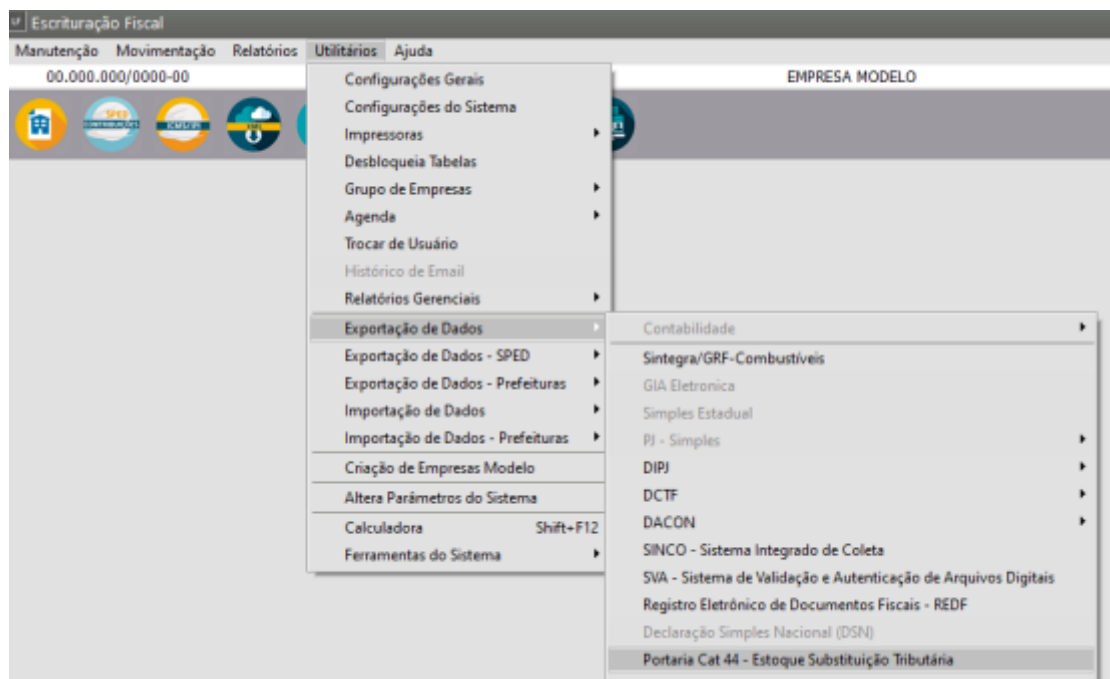 Escrituração Fiscal
Manutenção Movimentação Relatórios Utilitários Ajuda
00.000.000/0000-00 EMPRESA MODELO
SPED
CONTRIBUIÇÕES
ICMS/IPI
XML
Configurações Gerais
Configurações do Sistema
Impressoras
Desbloqueia Tabelas
Grupo de Empresas
Agenda
Trocar de Usuário
Histórico de Email
Relatórios Gerenciais
Exportação de Dados
Exportação de Dados - SPED
Exportação de Dados - Prefeituras
Importação de Dados
Importação de Dados - Prefeituras
Criação de Empresas Modelo
Altera Parâmetros do Sistema
Calculadora Shift+F12
Ferramentas do Sistema
Contabilidade
Sintegra/GRF-Combustíveis
GIA Eletronica
Simples Estadual
PJ - Simples
DIPJ
DCTF
DACON
SINCO - Sistema Integrado de Coleta
SVA - Sistema de Validação e Autenticação de Arquivos Digitais
Registro Eletrônico de Documentos Fiscais - REDF
Declaração Simples Nacional (DSN)
Portaria Cat 44 - Estoque Substituição Tributária